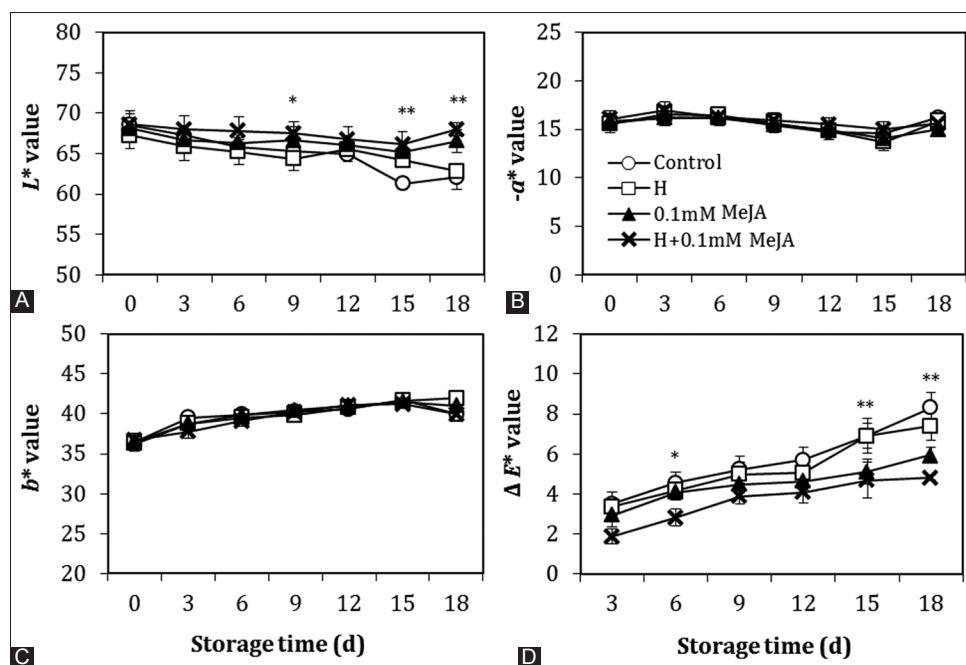 80
75
70
65
60
55
50
L* value
* ** **
0 3 6 9 12 15 18
A
25
20
15
10
5
0
-a* value
Control
H
0.1mM MeJA
H+0.1mM MeJA
0 3 6 9 12 15 18
B
50
45
40
35
30
25
20
b* value
0 3 6 9 12 15 18
Storage time (d)
C
12
10
8
6
4
2
0
Δ E* value
* ** **
3 6 9 12 15 18
Storage time (d)
D